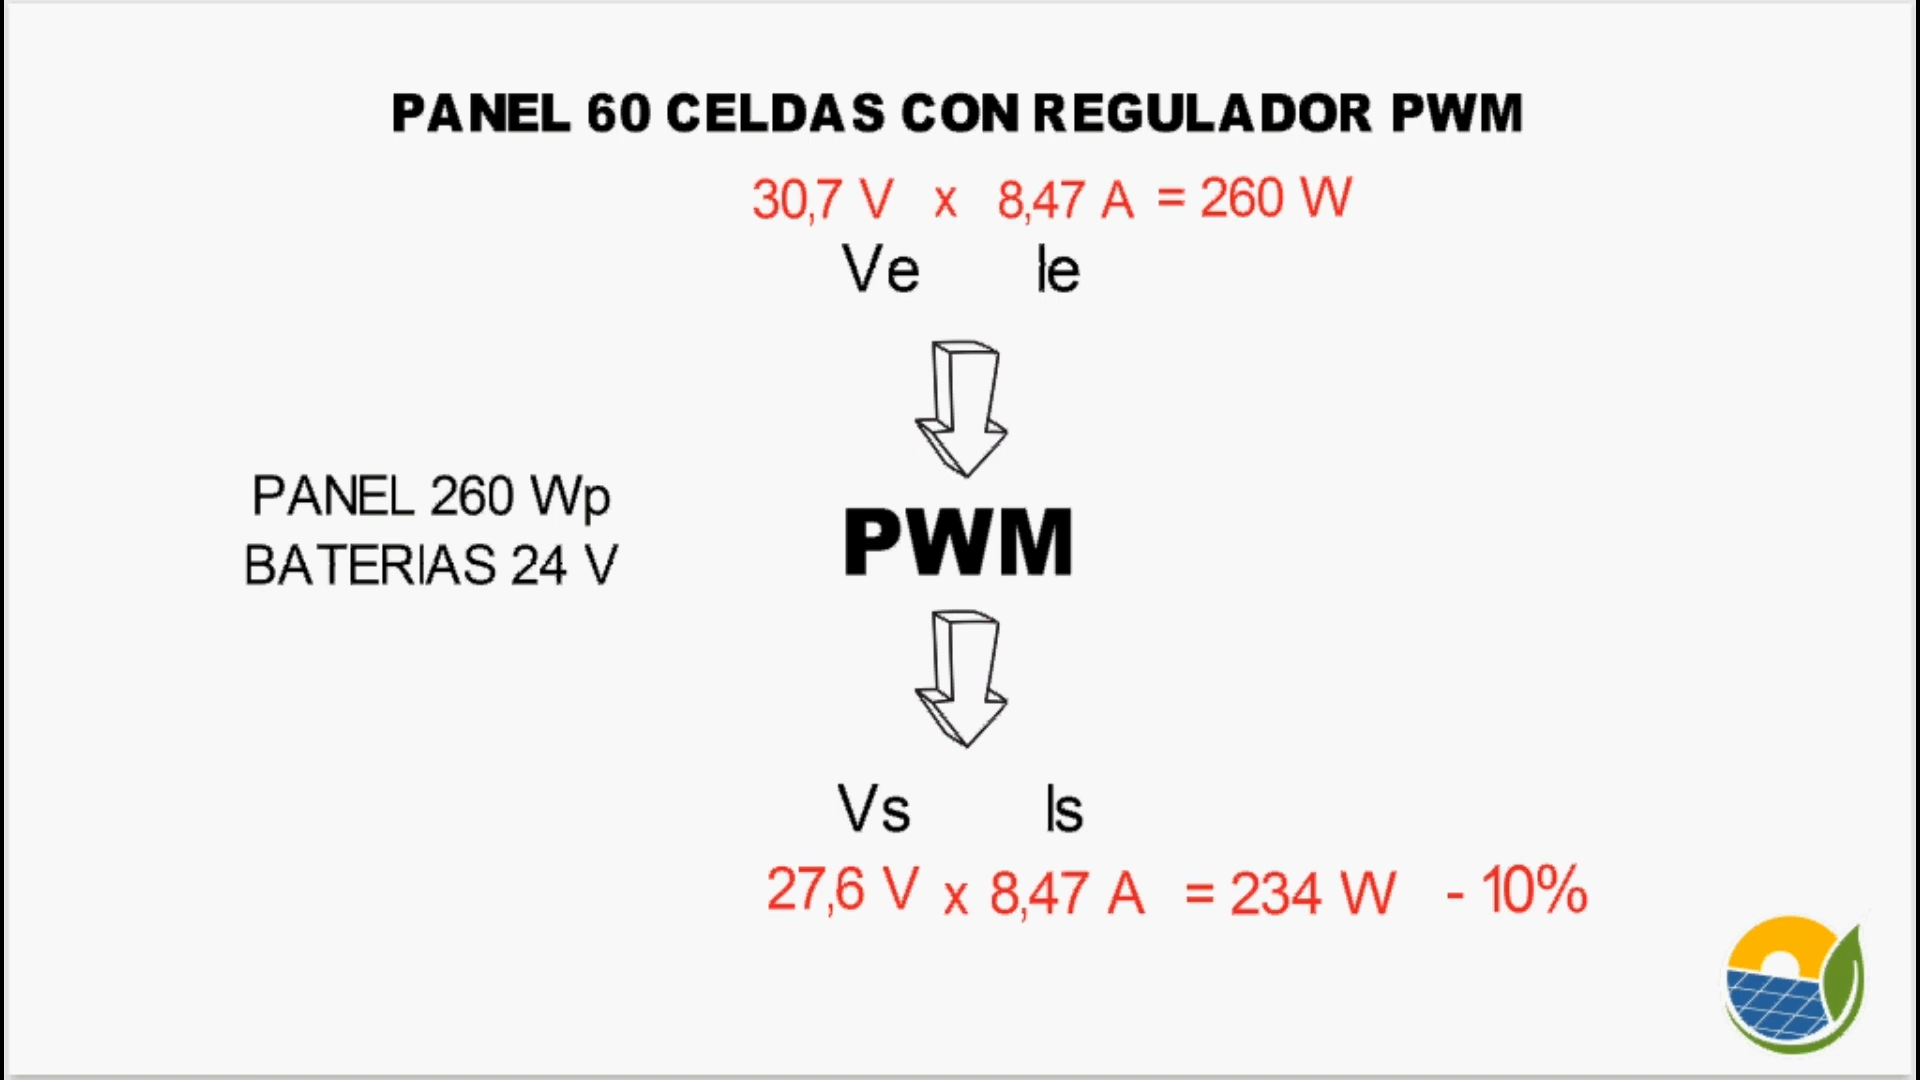 PANEL 60 CELDAS CON REGULADOR PWM
30,7 V x 8,47 A = 260 W
Ve Ie
PANEL 260 Wp
BATERIAS 24 V
PWM
Vs Is
27,6 V x 8,47 A = 234 W - 10%